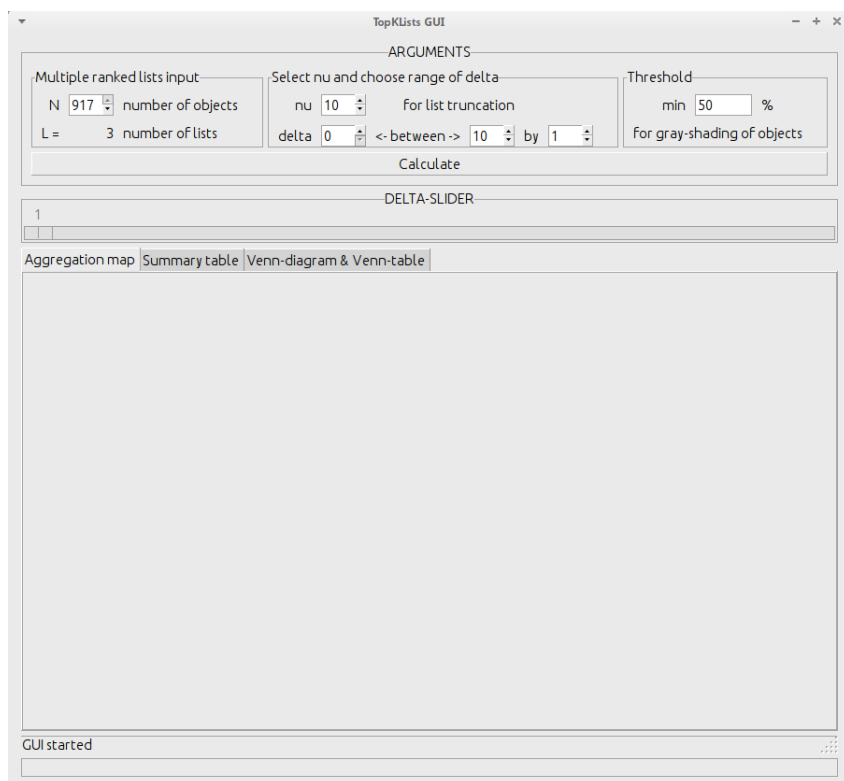 TopKLists GUI
ARGUMENTS
Multiple ranked lists input
N 917 number of objects
L = 3 number of lists
Select nu and choose range of delta
nu 10 for list truncation
delta 0 <- between -> 10 by 1
Threshold
min 50 %
for gray-shading of objects
Calculate
DELTA-SLIDER
1
Aggregation map Summary table Venn-diagram & Venn-table
GUI started